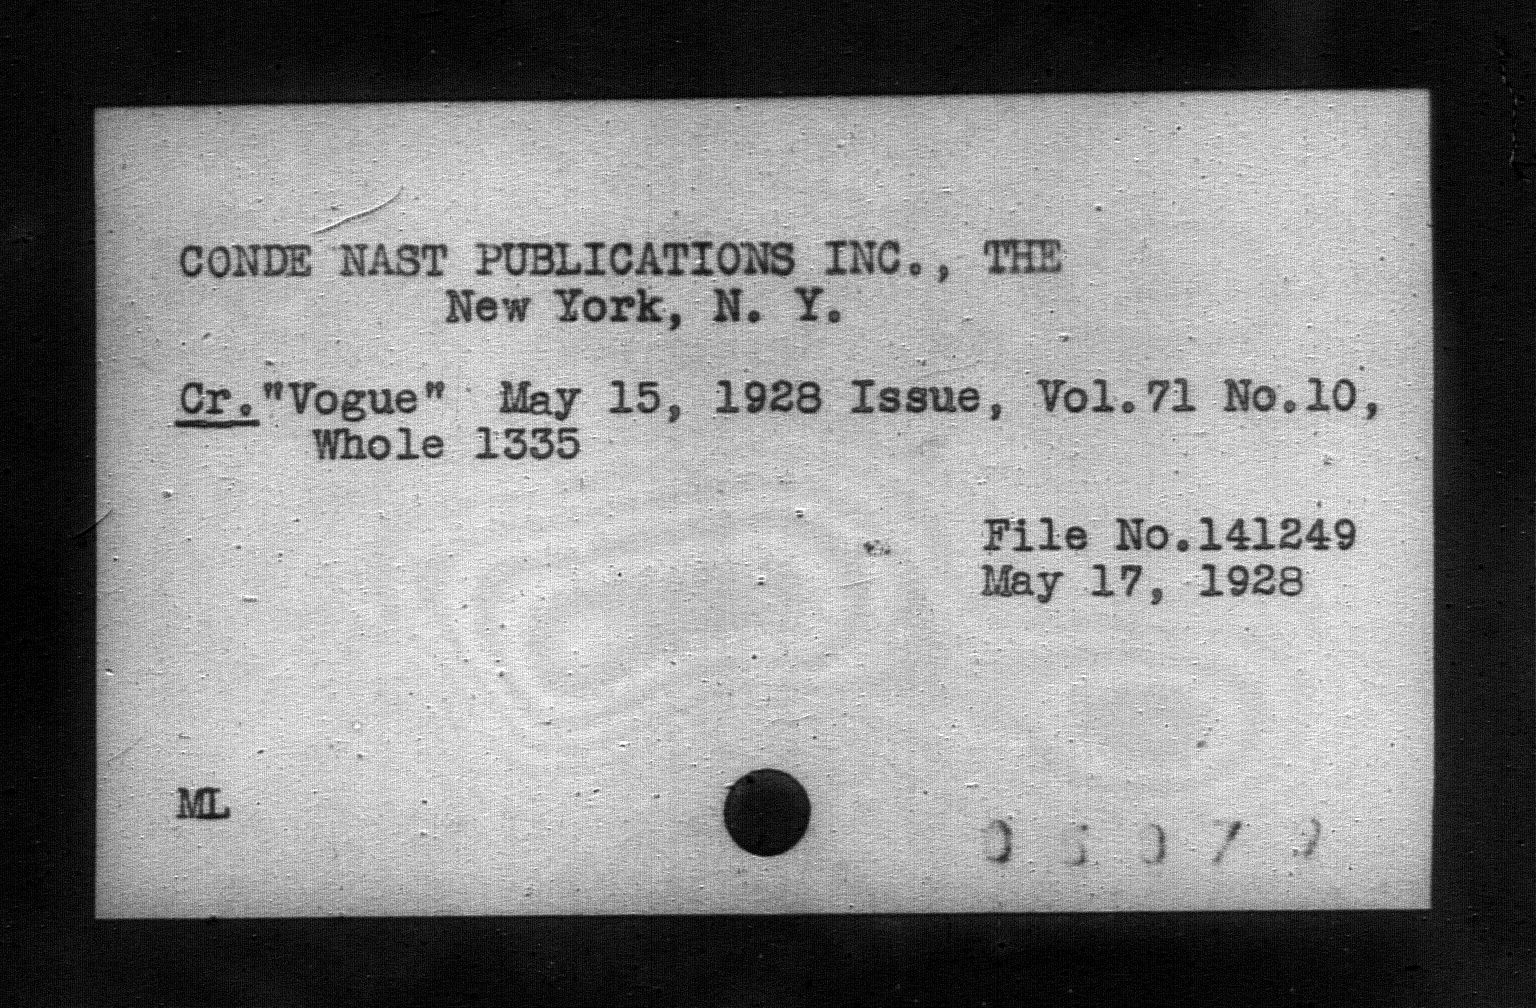 CONDE NAST PUBLICATIONS INC., THE
New York, N. Y.
Cr."Vogue" May 15, 1928 Issue, Vol.71 No.10,
Whole 1335
File No.141249
May 17, 1928
ML